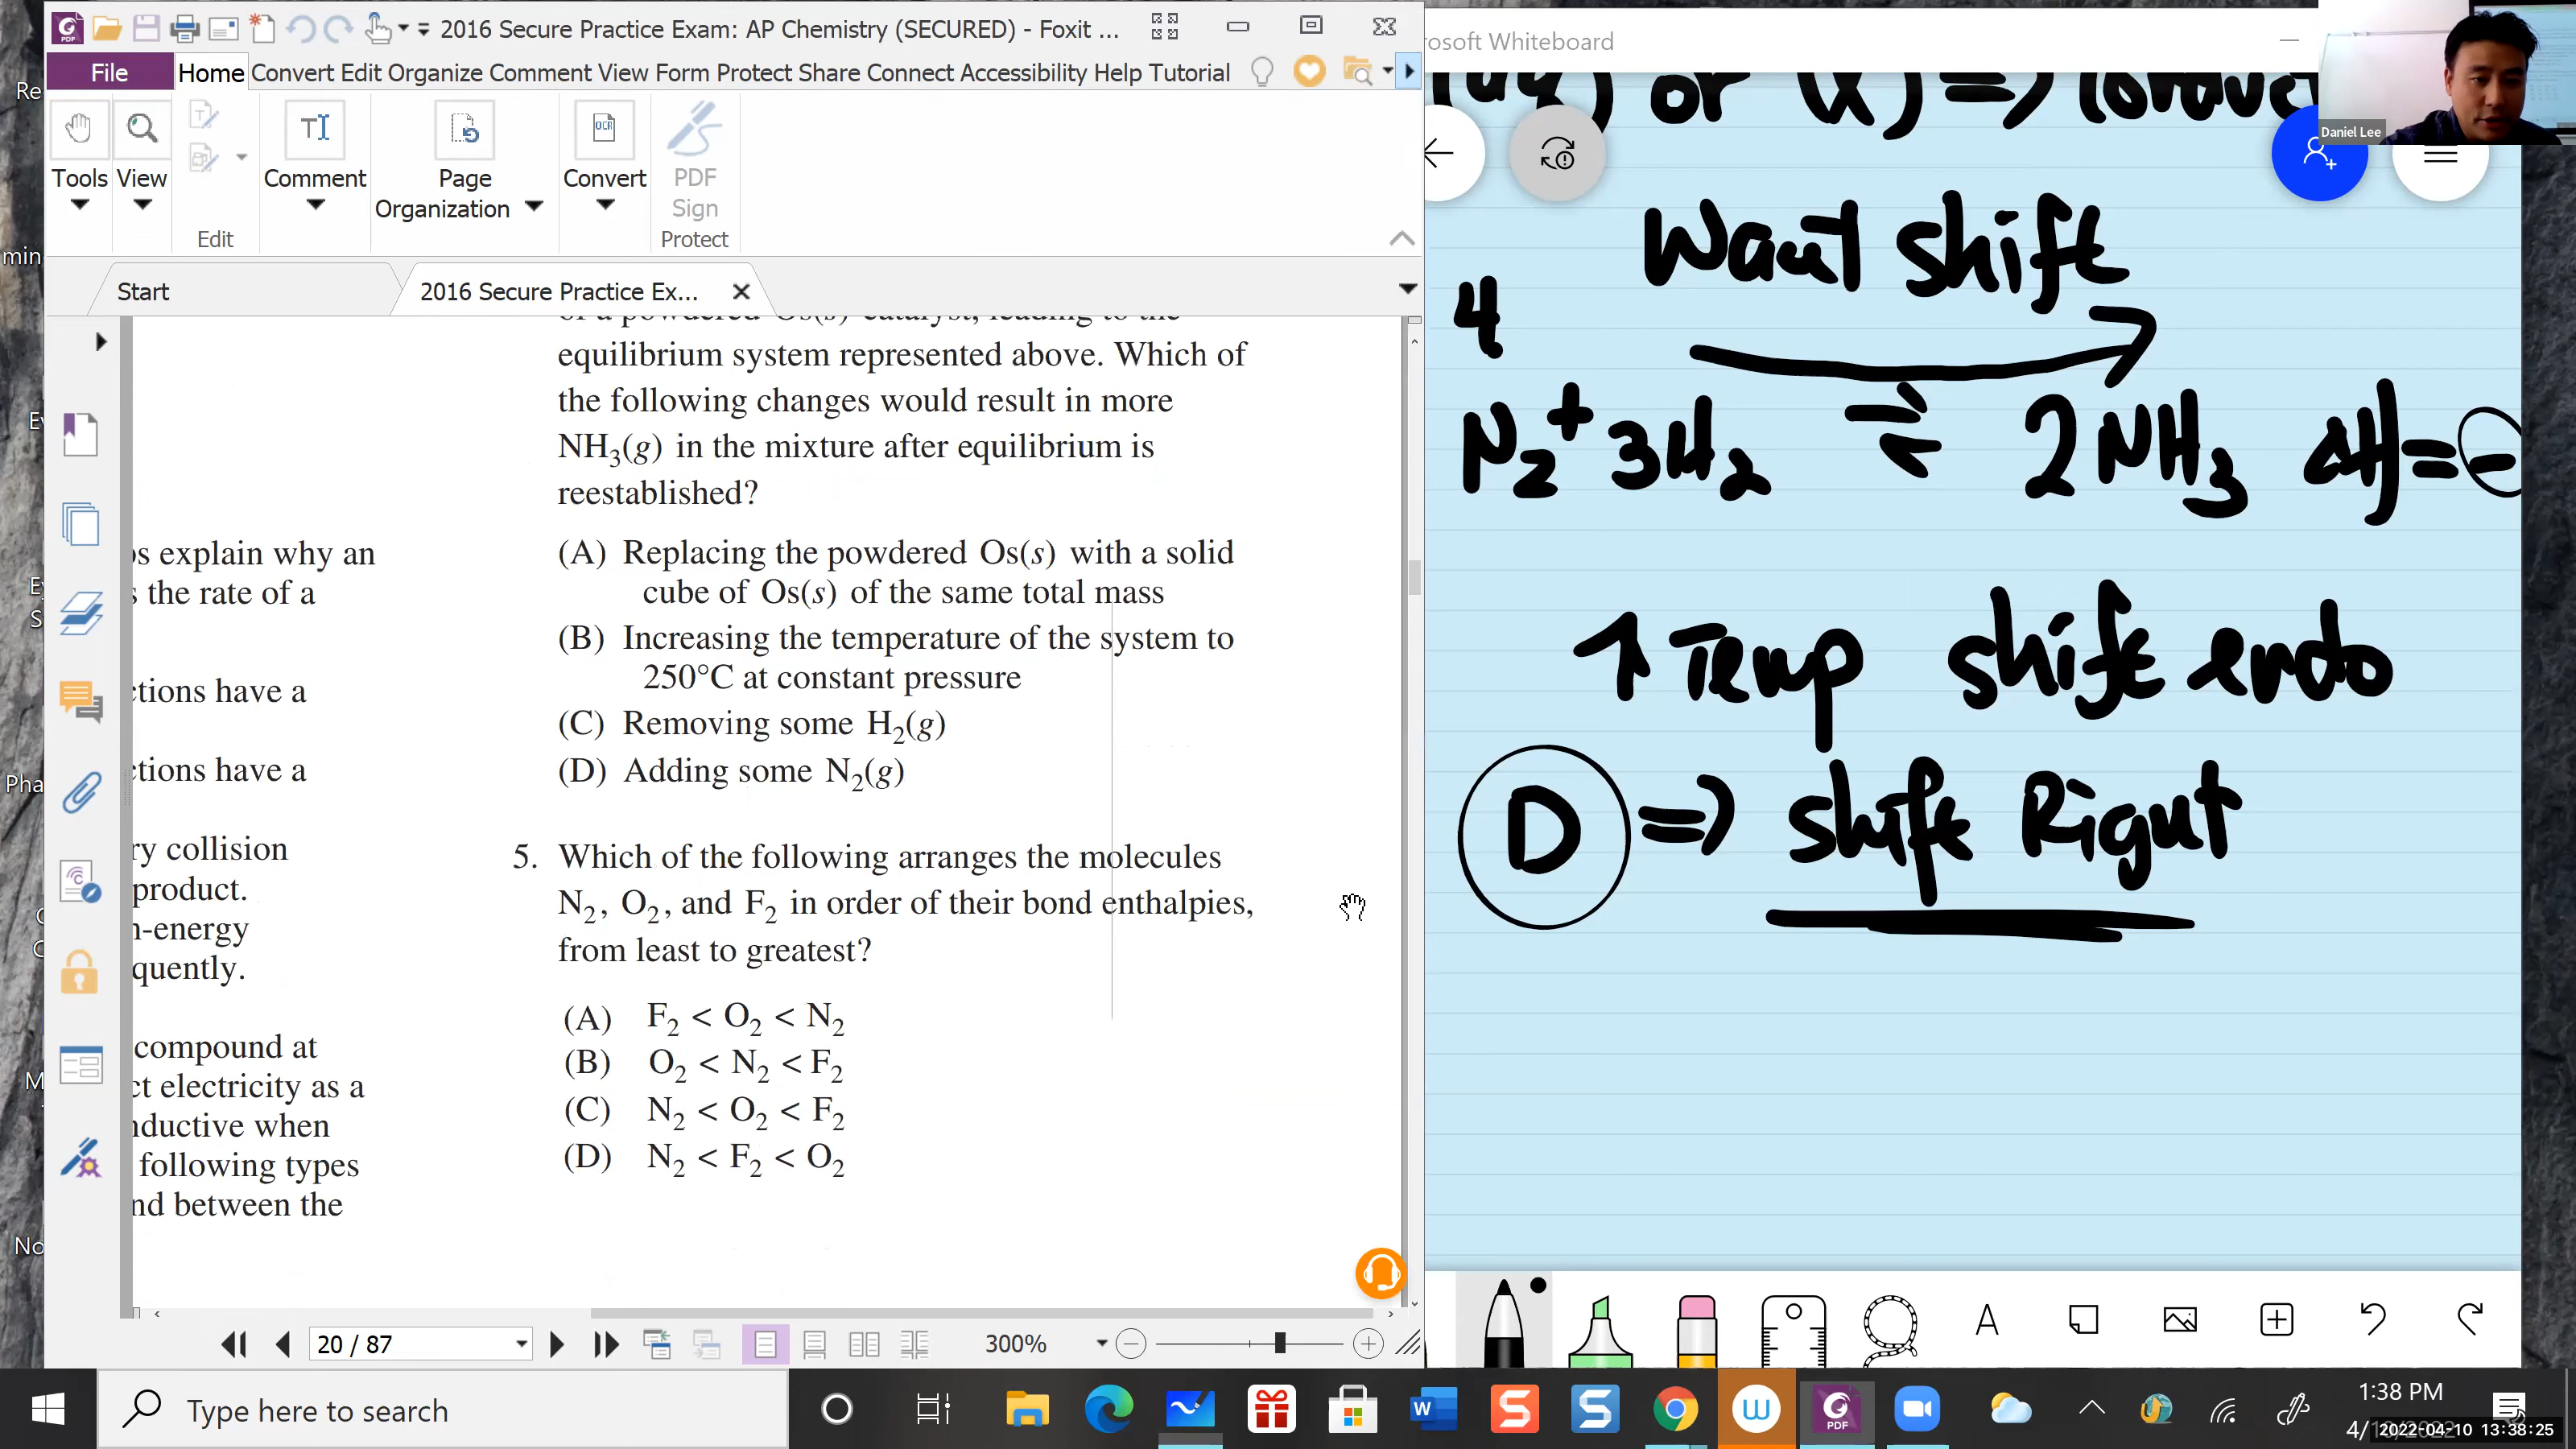 2016 Secure Practice Exam: AP Chemistry (SECURED) - Foxit ...
File Home Convert Edit Organize Comment View Form Protect Share Connect Accessibility Help Tutorial
Tools View Edit Comment Page Organization Convert PDF Sign Protect
Start 2016 Secure Practice Ex...
equilibrium system represented above. Which of
the following changes would result in more
NH3(g) in the mixture after equilibrium is
reestablished?
(A) Replacing the powdered Os(s) with a solid
cube of Os(s) of the same total mass
(B) Increasing the temperature of the system to
250°C at constant pressure
(C) Removing some H2(g)
(D) Adding some N2(g)
5. Which of the following arranges the molecules
N2, O2, and F2 in order of their bond enthalpies,
from least to greatest?
(A) F2 < O2 < N2
(B) O2 < N2 < F2
(C) N2 < O2 < F2
(D) N2 < F2 < O2
explain why an
the rate of a
have a
have a
collision
product.
-energy
quently.
compound at
electricity as a
when
following types
between the
20 / 87
300%
Whiteboard
Daniel Lee
(aq) or (l) =>
Want shift
4.
N2 + 3H2 ⇌ 2NH3 ΔH = -
↑ Temp shift endo
D => shift Right
Type here to search
1:38 PM
2022-04-10 13:38:25